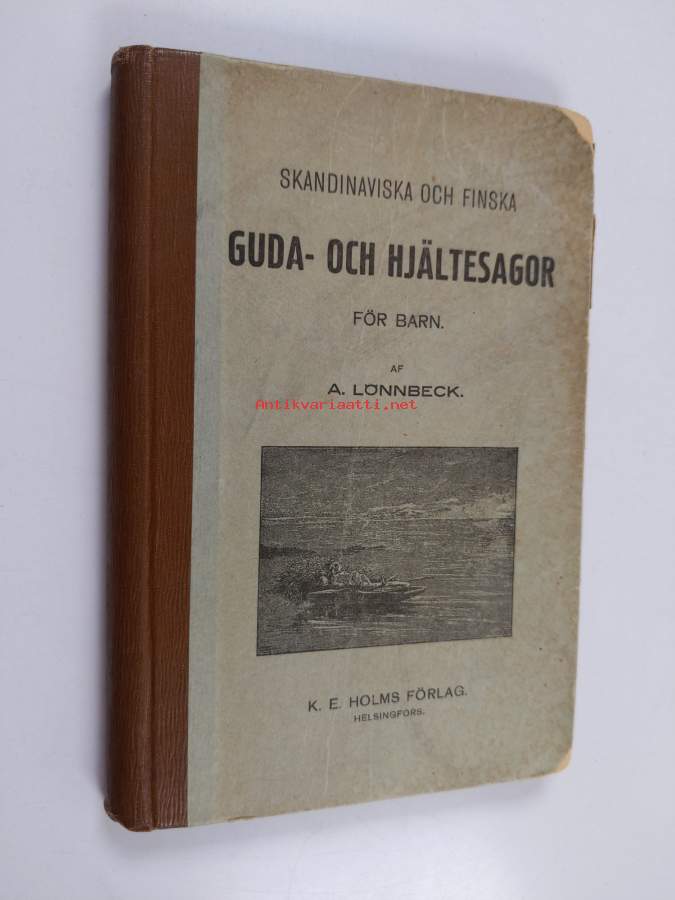 SKANDINAVISKA OCH FINSKA
GUDA- OCH HJÄLTESAGOR
FÖR BARN.
AF
A. LÖNNBECK.
Antikvariaatti.net
K. E. HOLMS FÖRLAG.
HELSINGFORS.